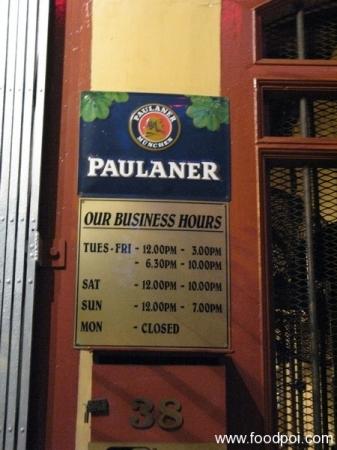 PAULANER
MÜNCHEN
PAULANER
OUR BUSINESS HOURS
TUES - FRI - 12.00PM - 3.00PM
- 6.30PM - 10.00PM
SAT - 12.00PM - 10.00PM
SUN - 12.00PM - 7.00PM
MON - CLOSED
38
www.foodpoi.com